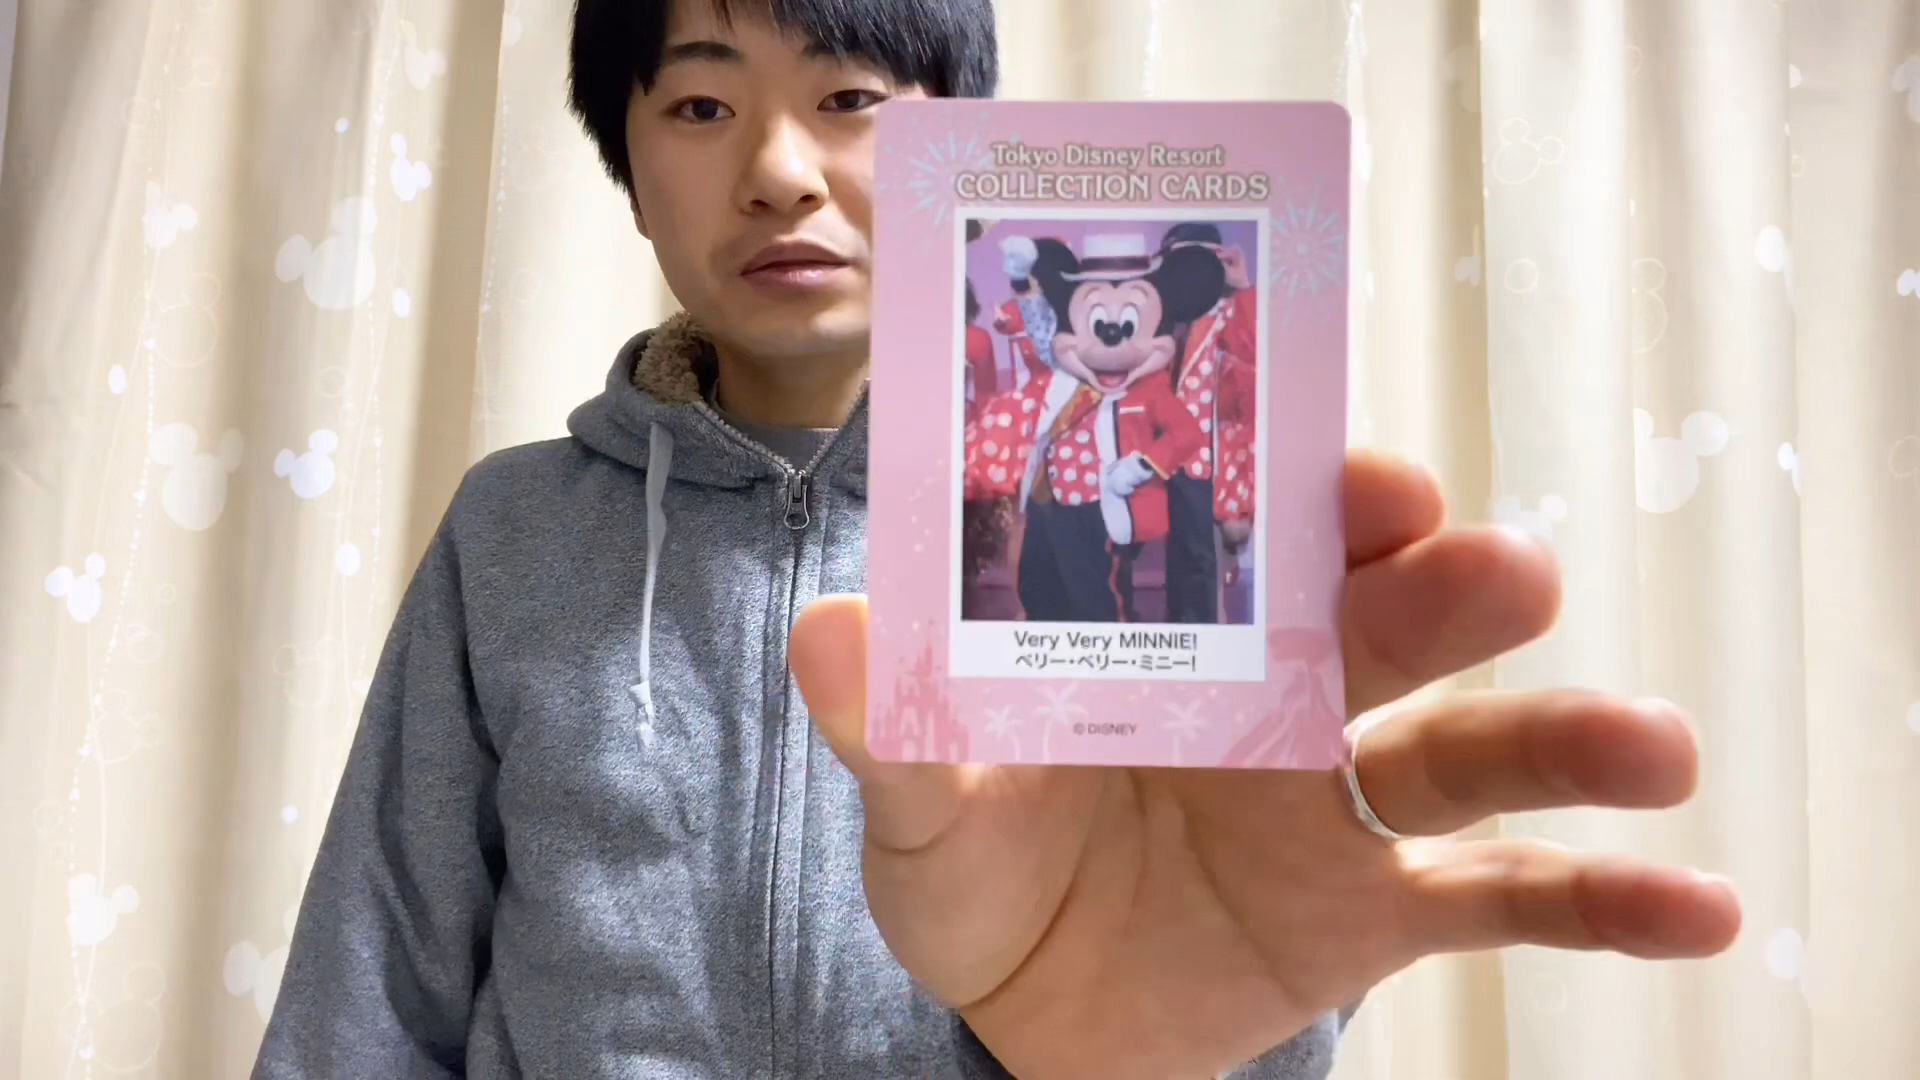 Tokyo Disney Resort
COLLECTION CARDS
Very Very MINNIE!
ベリー・ベリー・ミニー!
© DISNEY